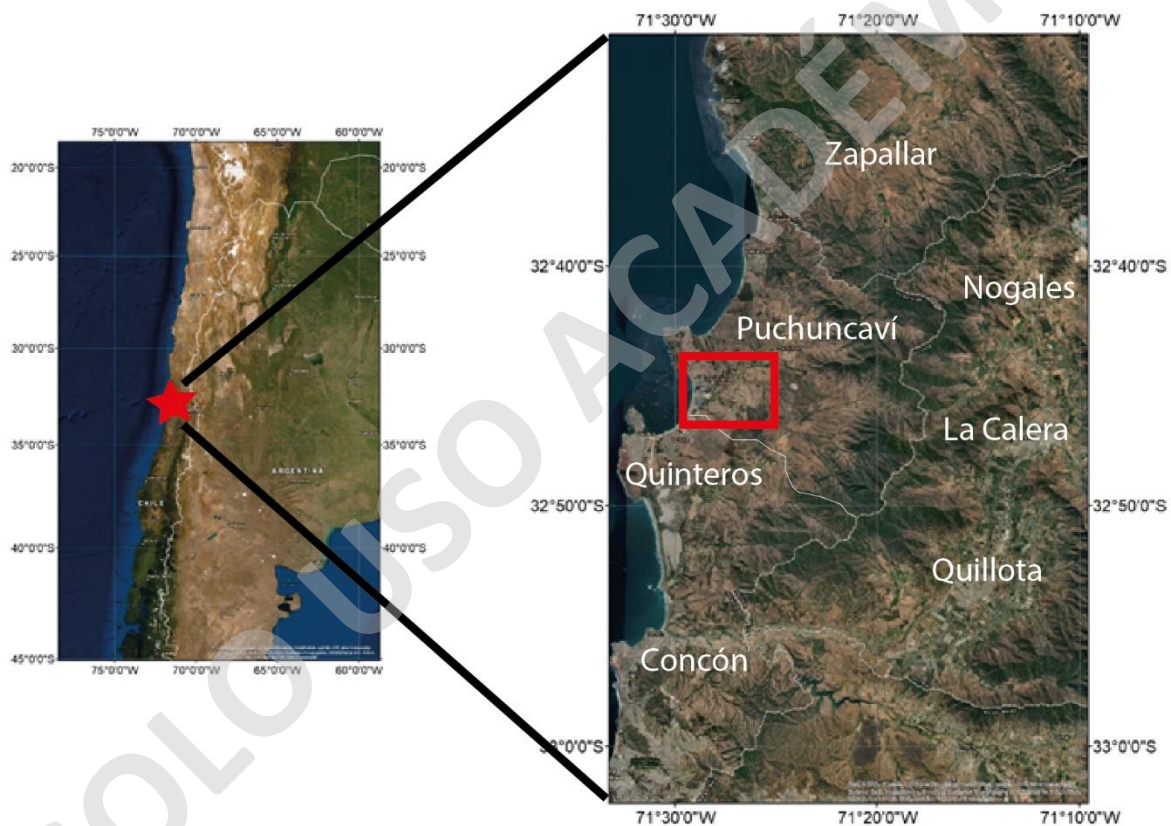 71°30'0"W 71°20'0"W 71°10'0"W
75°0'0"W 70°0'0"W 65°0'0"W 60°0'0"W
Zapallar
20°0'0"S 20°0'0"S
25°0'0"S 25°0'0"S
32°40'0"S 32°40'0"S
Nogales
Puchuncaví
30°0'0"S 30°0'0"S
La Calera
35°0'0"S 35°0'0"S
ARGENTINA
Quinteros
CHILE
32°50'0"S 32°50'0"S
40°0'0"S 40°0'0"S
Quillota
45°0'0"S 45°0'0"S
Concón
75°0'0"W 70°0'0"W 65°0'0"W 60°0'0"W
33°0'0"S
71°30'0"W 71°20'0"W 71°10'0"W
SOLO USO ACADÉM